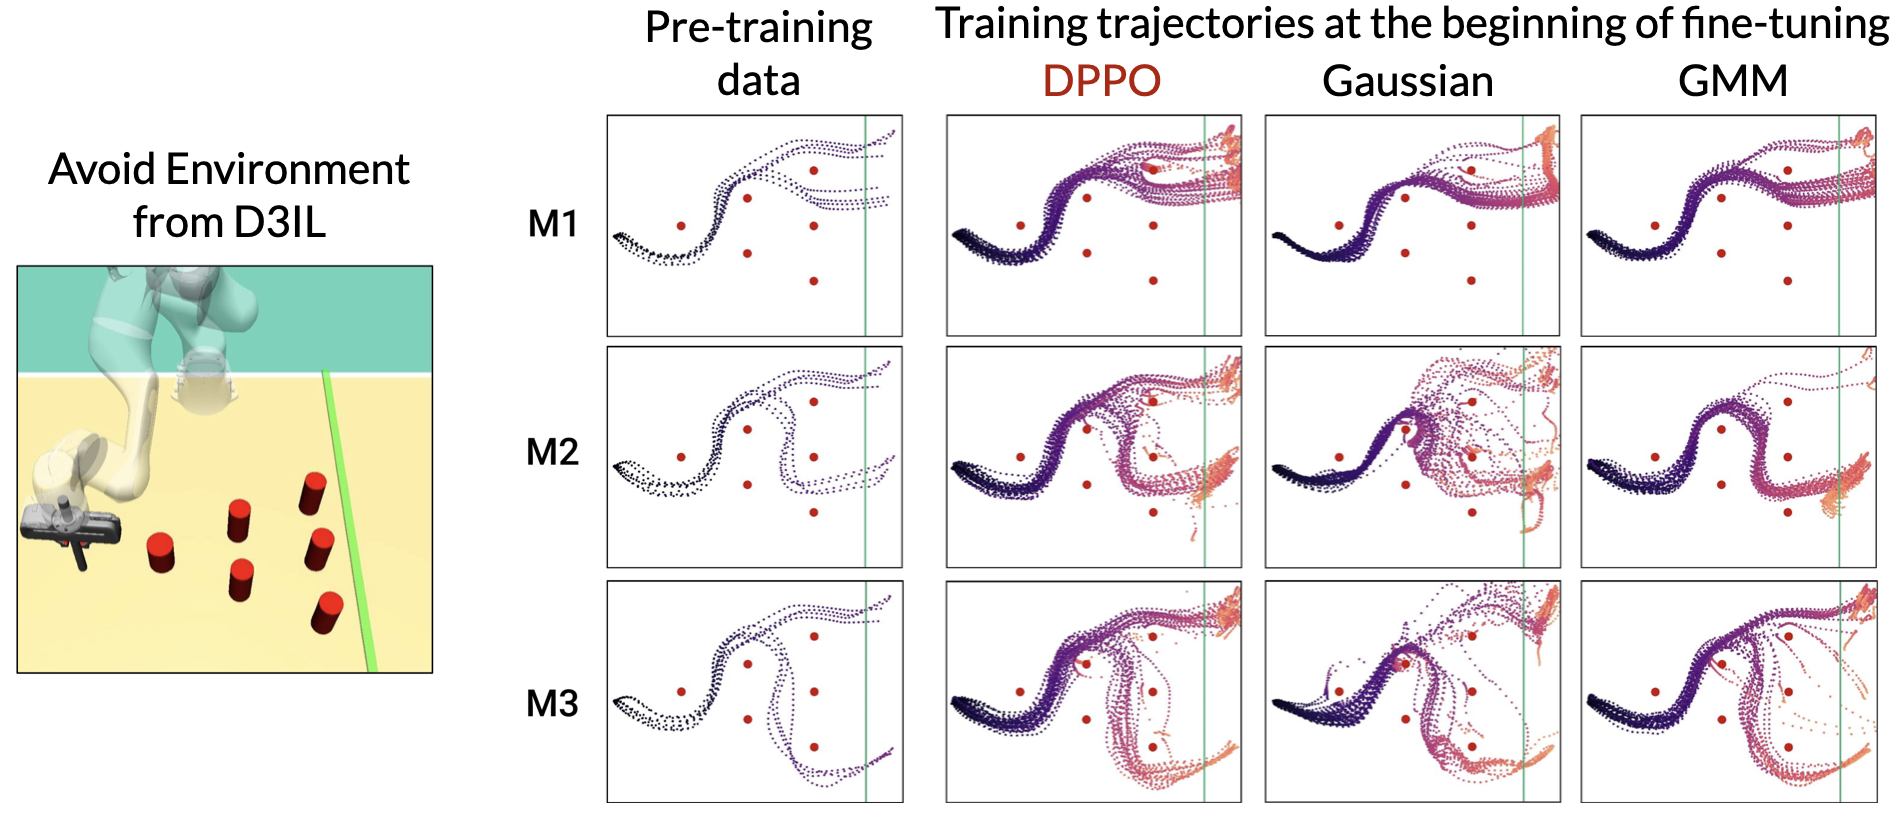 Pre-training
data
Training trajectories at the beginning of fine-tuning
DPPO
Gaussian
GMM
Avoid Environment
from D3IL
M1
M2
M3